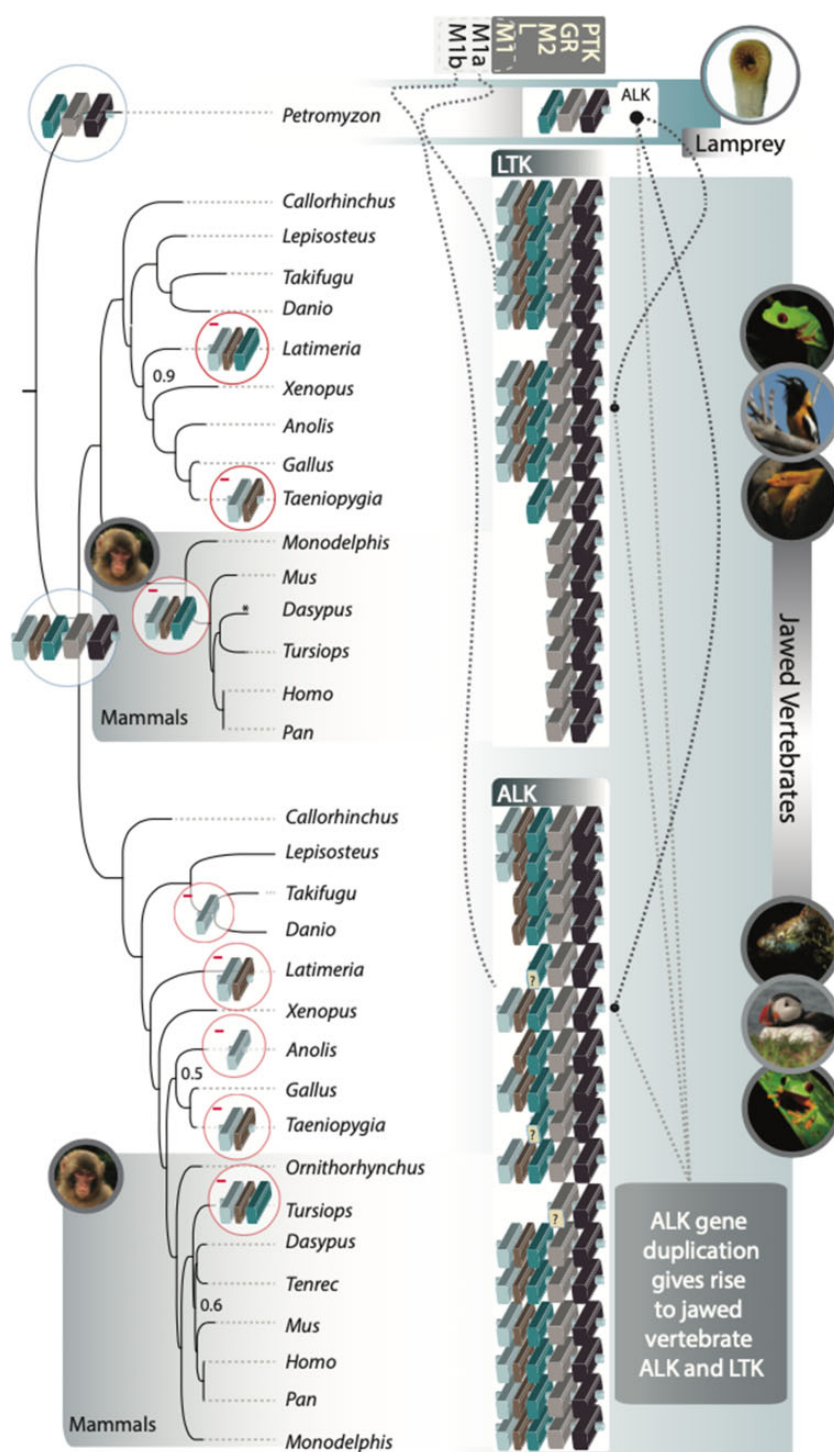 PTK
GR
M2
L
M1
M1a
M1b
ALK
Petromyzon
Lamprey
LTK
Callorhinchus
Lepisosteus
Takifugu
Danio
Latimeria
0.9
Xenopus
Anolis
Gallus
Taeniopygia
Monodelphis
Mus
*
Dasypus
Tursiops
Homo
Mammals
Pan
Jawed Vertebrates
ALK
Callorhinchus
Lepisosteus
Takifugu
Danio
Latimeria
?
Xenopus
Anolis
0.5
Gallus
Taeniopygia
?
Ornithorhynchus
Tursiops
?
Dasypus
Tenrec
0.6
Mus
Homo
Pan
Mammals
Monodelphis
ALK gene
duplication
gives rise
to jawed
vertebrate
ALK and LTK